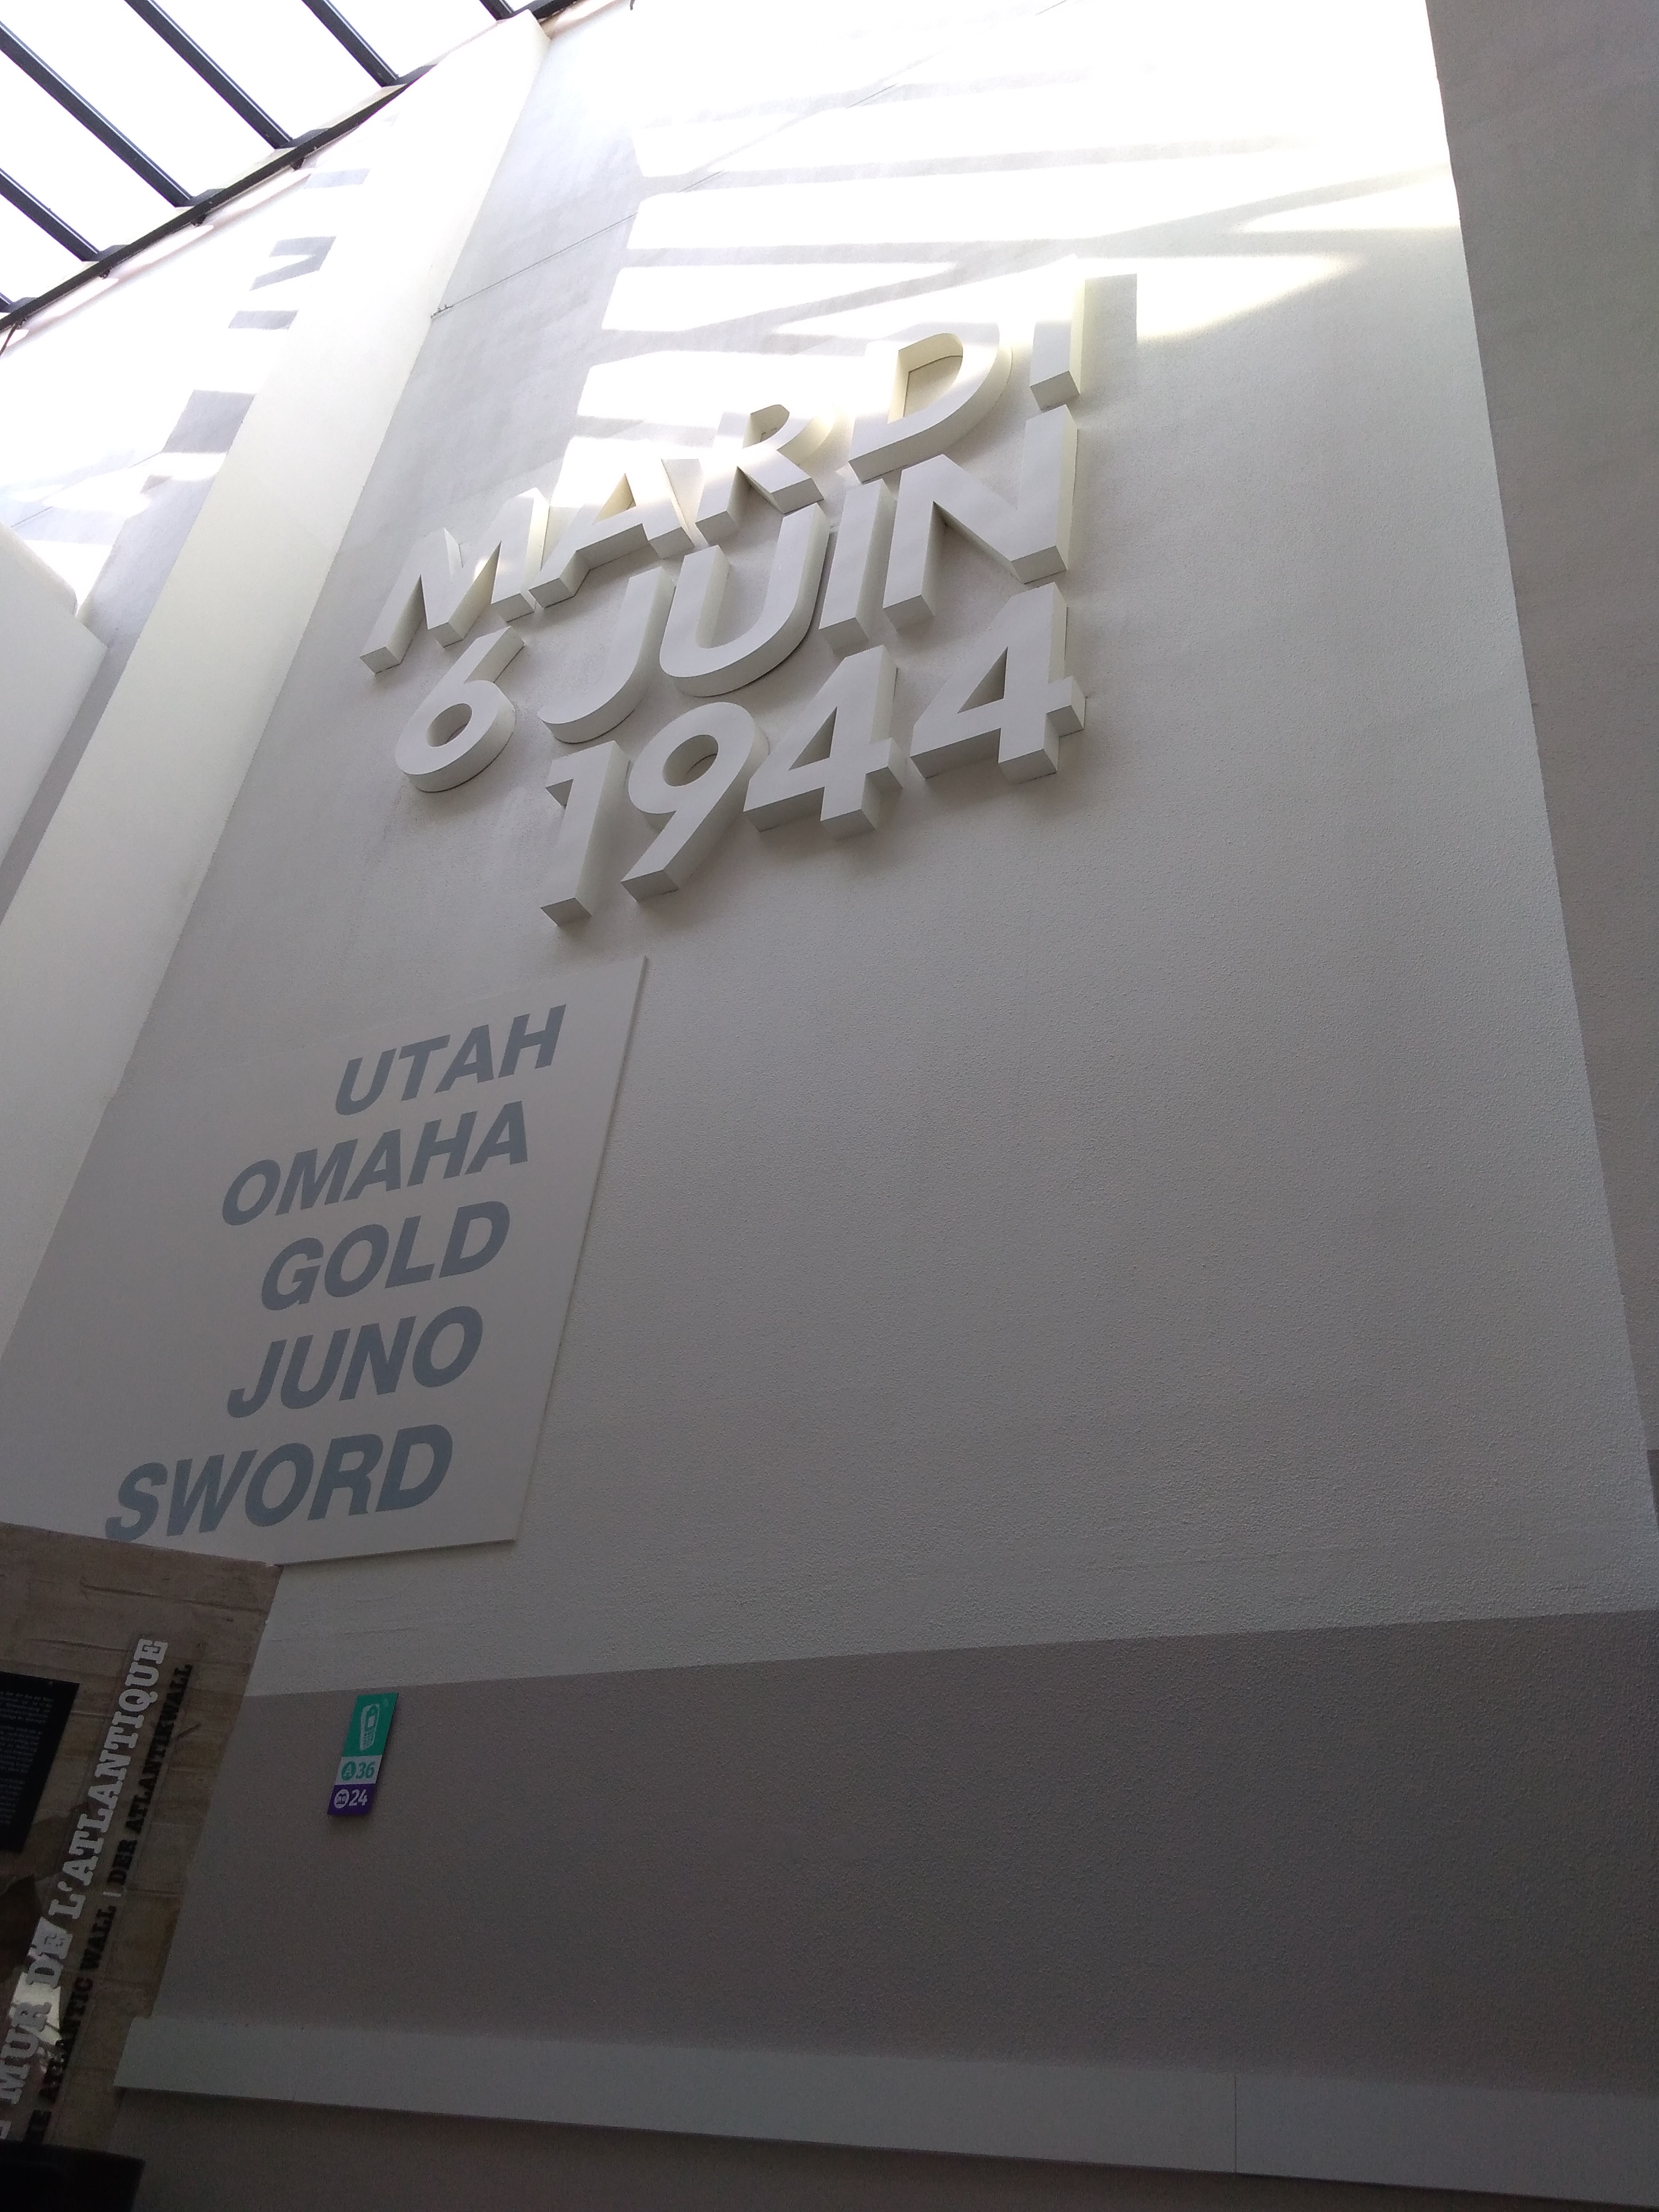 MARDI
6 JUIN
1944
UTAH
OMAHA
GOLD
JUNO
SWORD
A 36
24
MUR DE L'ATLANTIQUE
ATLANTIC WALL | DER ATLANTIKWALL